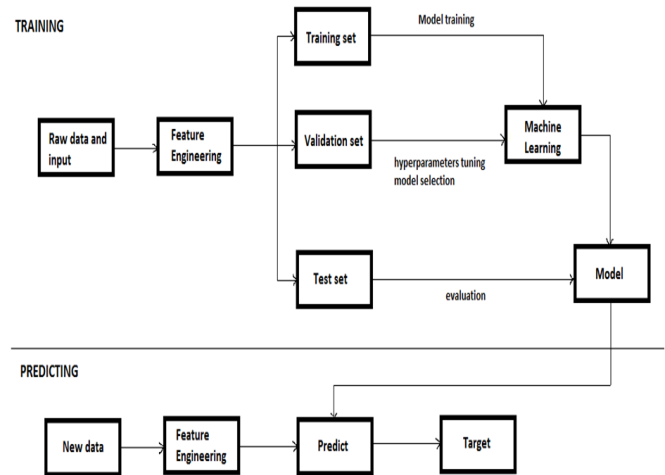 TRAINING
Training set
Model training
Raw data and
input
Feature
Engineering
Validation set
hyperparameters tuning
model selection
Machine
Learning
Test set
evaluation
Model
PREDICTING
New data
Feature
Engineering
Predict
Target